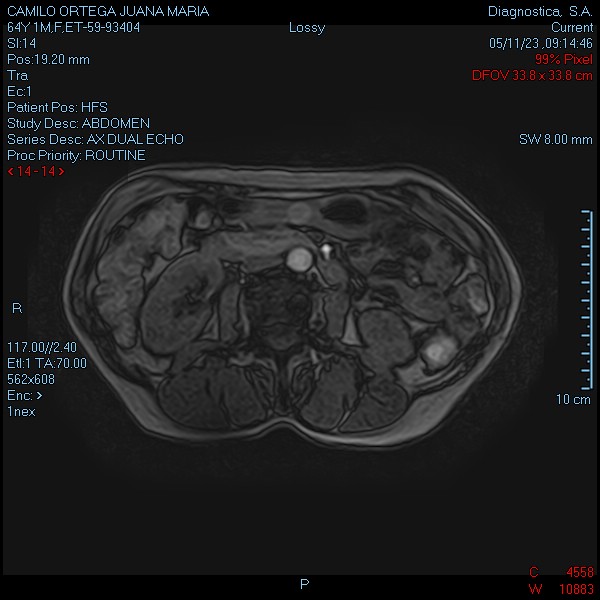 CAMILO ORTEGA JUANA MARIA
64Y 1M,F,ET-59-93404
Sl:14
Pos:19.20 mm
Tra
Ec:1
Patient Pos: HFS
Study Desc: ABDOMEN
Series Desc: AX DUAL ECHO
Proc Priority: ROUTINE
< 14 - 14 >
Lossy
Diagnostica, S.A.
Current
05/11/23 ,09:14:46
99% Pixel
DFOV 33.8 x 33.8 cm
SW 8.00 mm
R
117.00//2.40
Etl:1 TA:70.00
562x608
Enc: >
1nex
10 cm
P
C 4558
W 10883